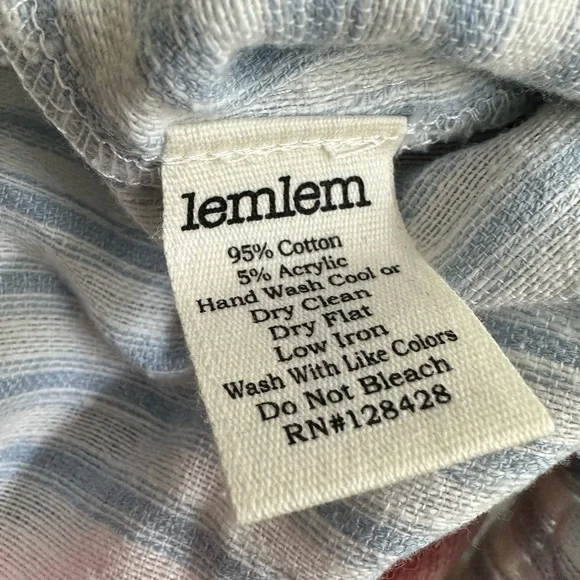 lemlem
95% Cotton
5% Acrylic
Hand Wash Cool or
Dry Clean
Dry Flat
Low Iron
Wash With Like Colors
Do Not Bleach
RN#128428